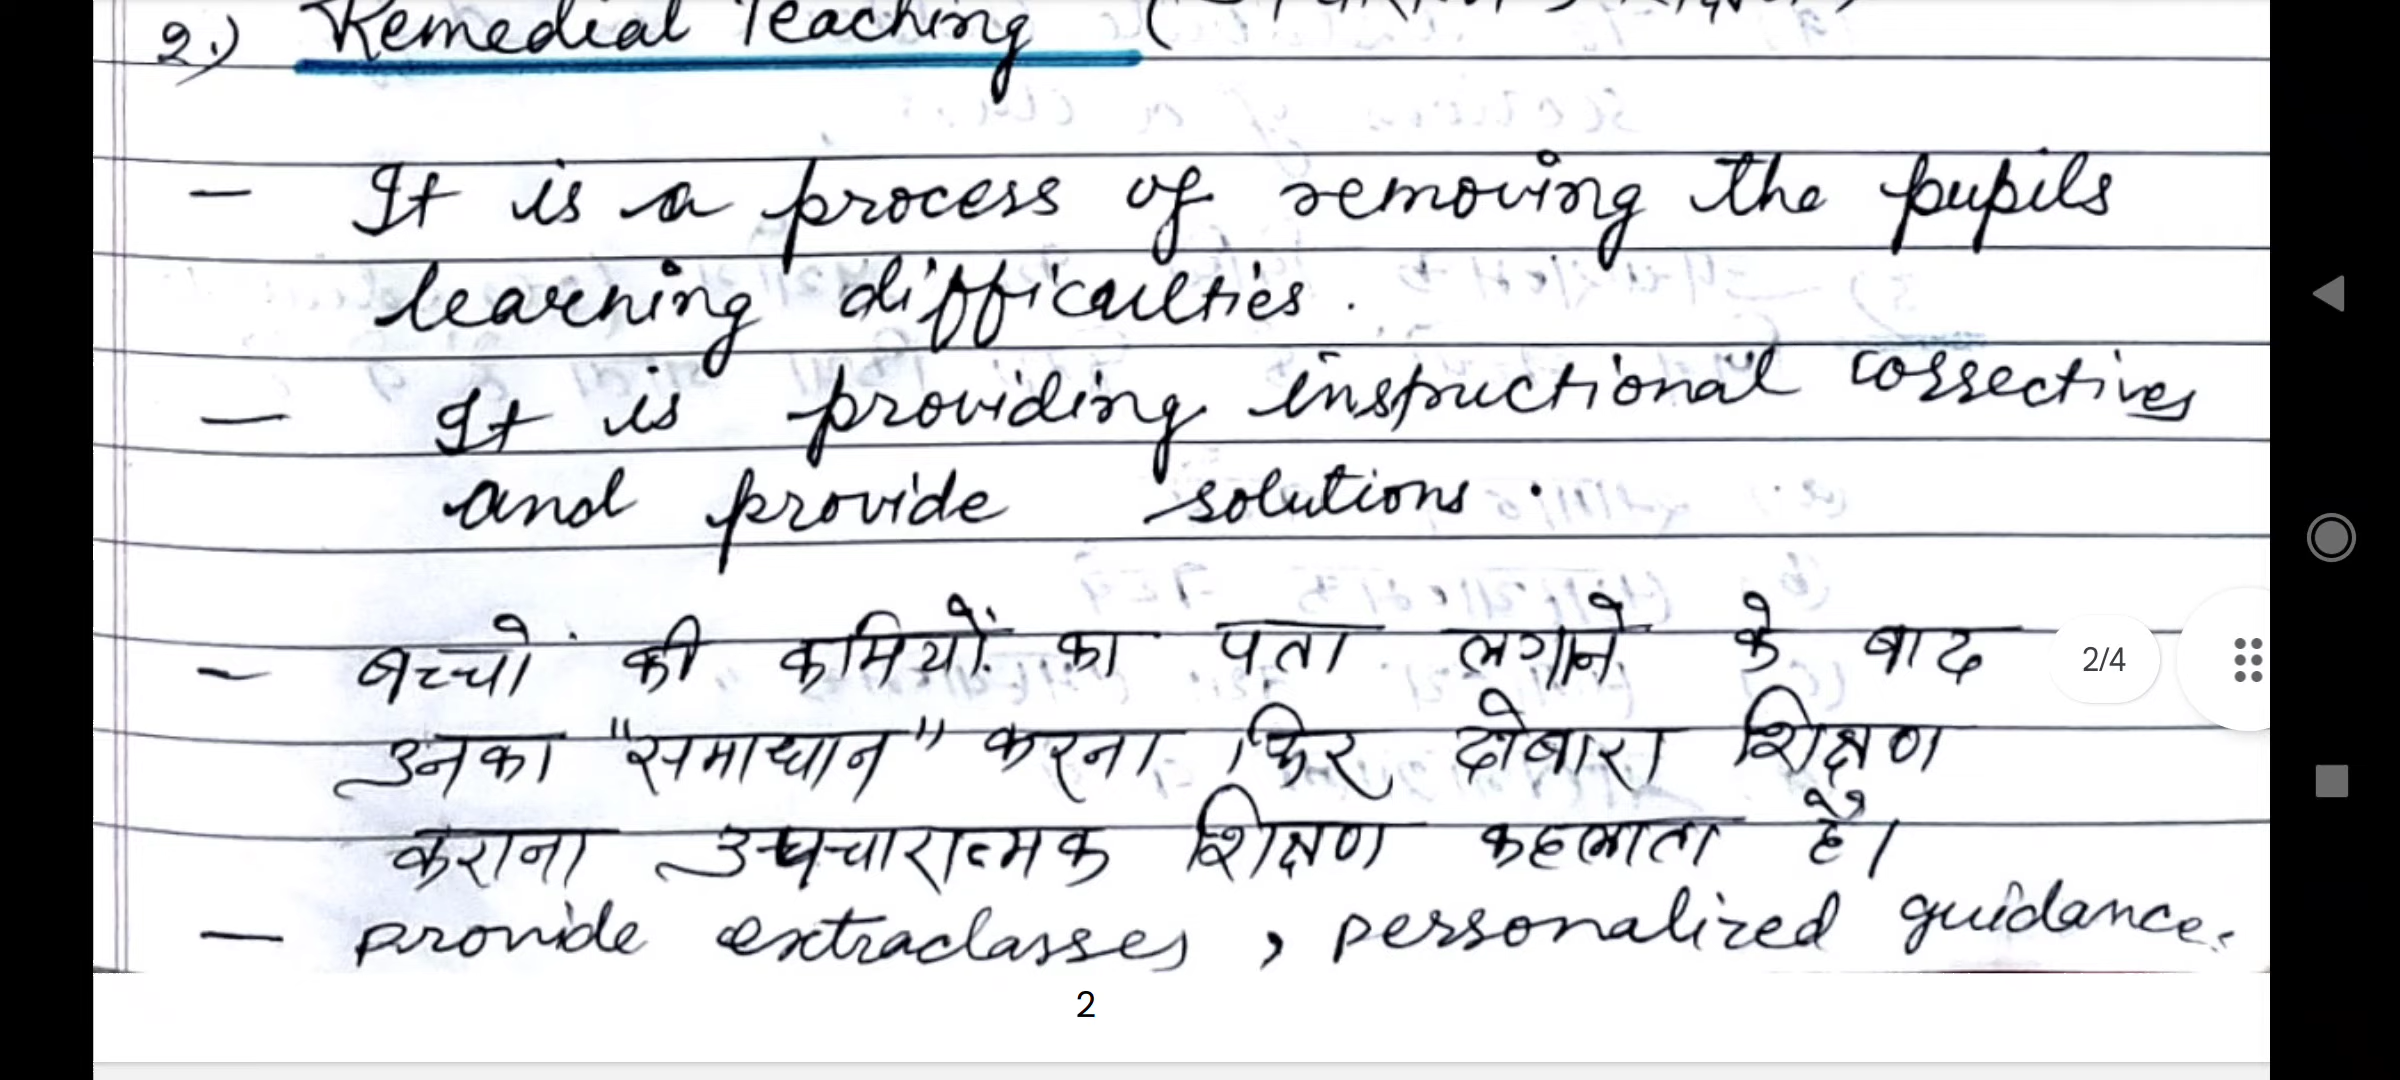 2.) Remedial Teaching (
- It is a process of removing the pupils
learning difficulties.
- It is providing instructional correctives
and provide solutions.
- बच्चो की कमियों का पता लगाने के बाद
उनका "समाधान" करना फिर दोबारा शिक्षण
कराना उपचारात्मक शिक्षण कहलाता है।
- provide extraclasses, personalized guidance.
2/4
2